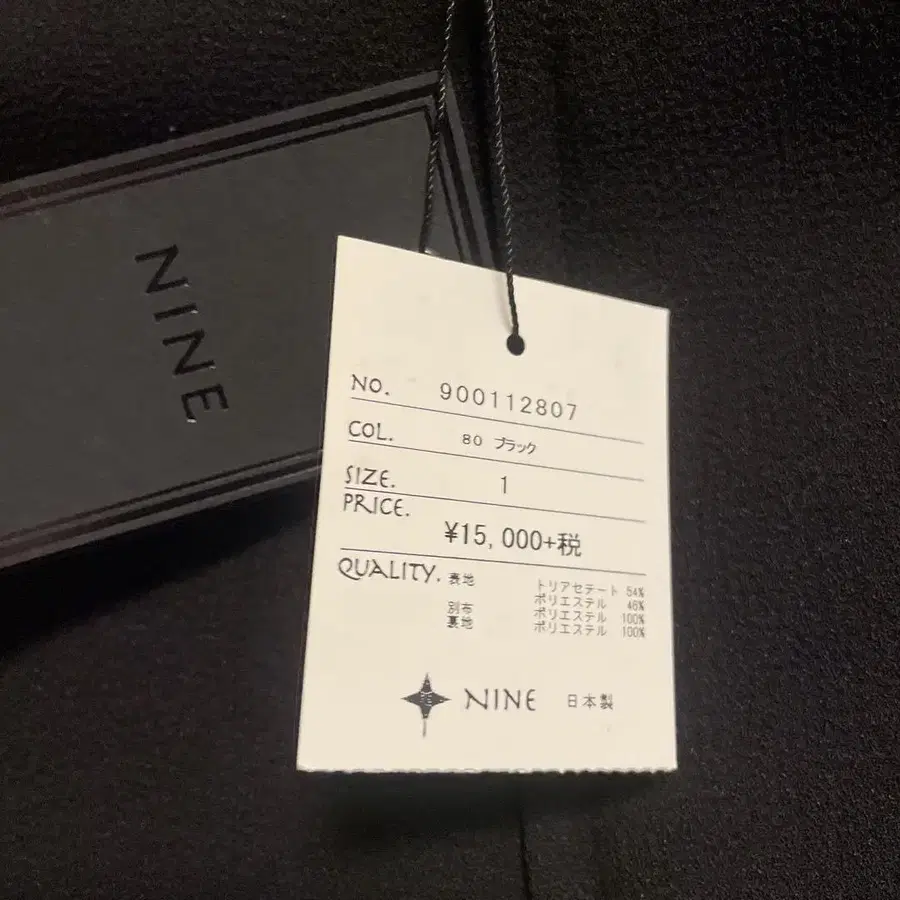 NINE
NO. 900112807
COL. 80 ブラック
SIZE. 1
PRICE.
¥15,000+税
QUALITY. 表地 トリアセテート 54%
ポリエステル 46%
別布 ポリエステル 100%
裏地 ポリエステル 100%
NINE 日本製